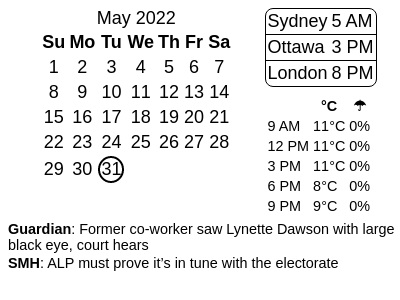 May 2022
Su Mo Tu We Th Fr Sa
1 2 3 4 5 6 7
8 9 10 11 12 13 14
15 16 17 18 19 20 21
22 23 24 25 26 27 28
29 30 31
Sydney 5 AM
Ottawa 3 PM
London 8 PM
°C ☂
9 AM 11°C 0%
12 PM 11°C 0%
3 PM 11°C 0%
6 PM 8°C 0%
9 PM 9°C 0%
Guardian: Former co-worker saw Lynette Dawson with large
black eye, court hears
SMH: ALP must prove it’s in tune with the electorate